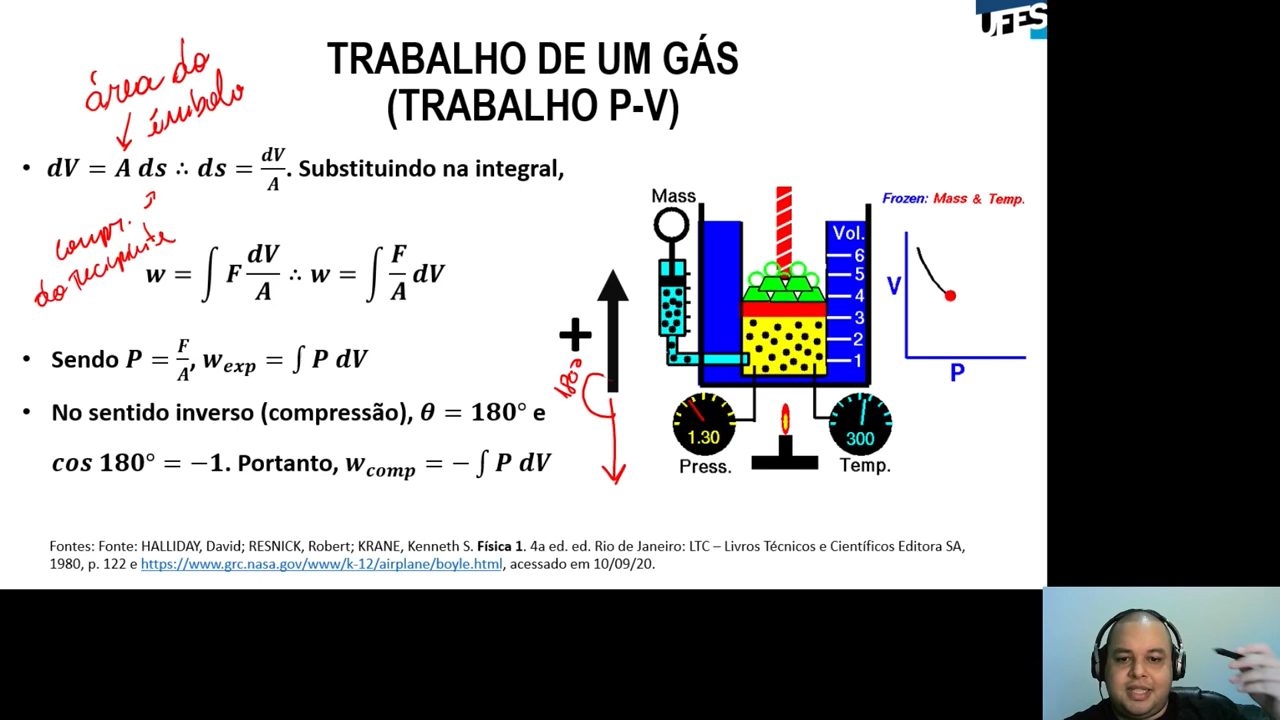 UFES
TRABALHO DE UM GÁS
(TRABALHO P-V)
área do
êmbolo
• dV = A ds ∴ ds = dV/A. Substituindo na integral,
compr.
do recipiente
w = ∫ F dV/A ∴ w = ∫ F/A dV
• Sendo P = F/A, w_exp = ∫ P dV
• No sentido inverso (compressão), θ = 180° e
cos 180° = −1. Portanto, w_comp = − ∫ P dV
+
180°
Mass
Vol.
6
5
4
3
2
1
1.30
Press.
300
Temp.
Frozen: Mass & Temp.
V
P
Fontes: Fonte: HALLIDAY, David; RESNICK, Robert; KRANE, Kenneth S. Física 1. 4a ed. ed. Rio de Janeiro: LTC – Livros Técnicos e Científicos Editora SA,
1980, p. 122 e https://www.grc.nasa.gov/www/k-12/airplane/boyle.html, acessado em 10/09/20.